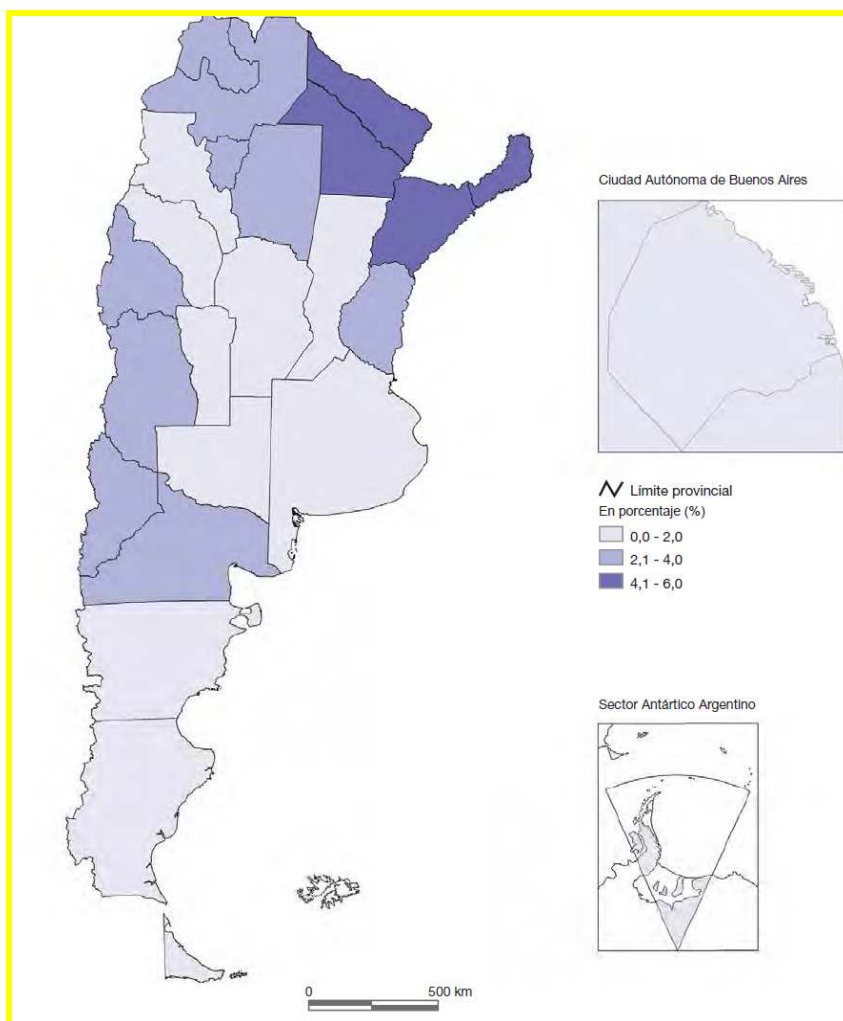 Ciudad Autónoma de Buenos Aires
Límite provincial
En porcentaje (%)
0,0 - 2,0
2,1 - 4,0
4,1 - 6,0
Sector Antártico Argentino
0 500 km